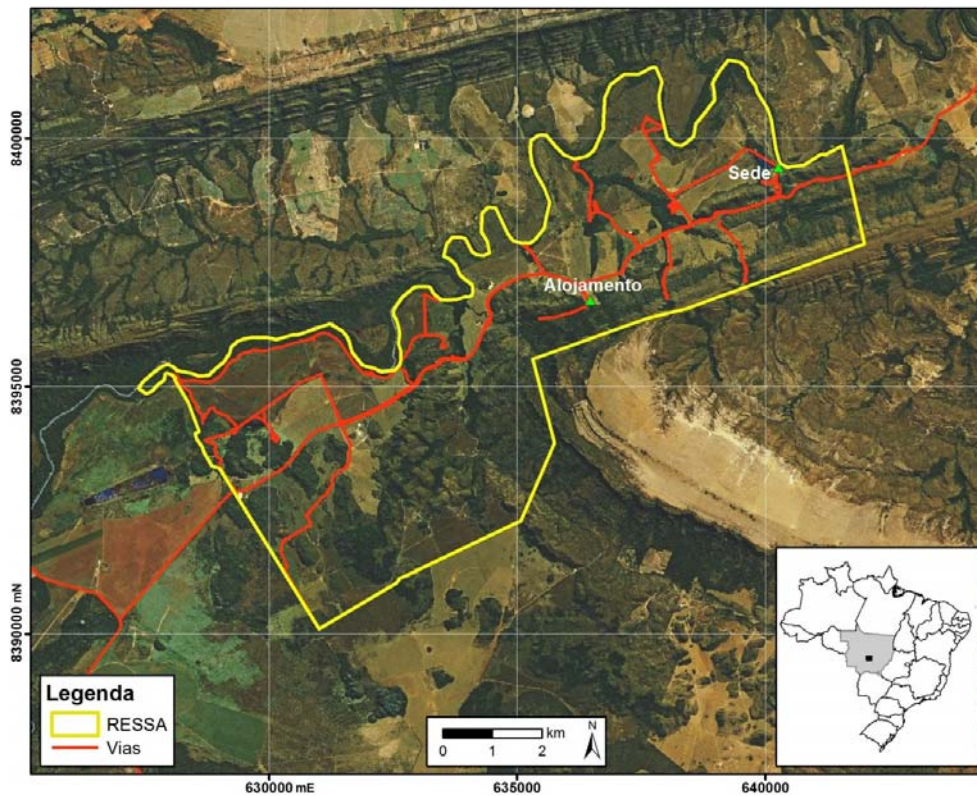 8400000
Sede
Alojamento
8395000
8390000 mN
Legenda
RESSA
Vias
km
N
0 1 2
630000 mE
635000
640000